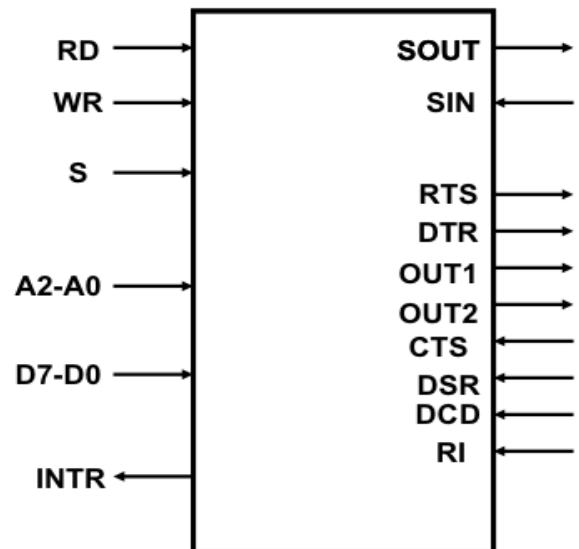 RD
WR
S
A2-A0
D7-D0
INTR
SOUT
SIN
RTS
DTR
OUT1
OUT2
CTS
DSR
DCD
RI